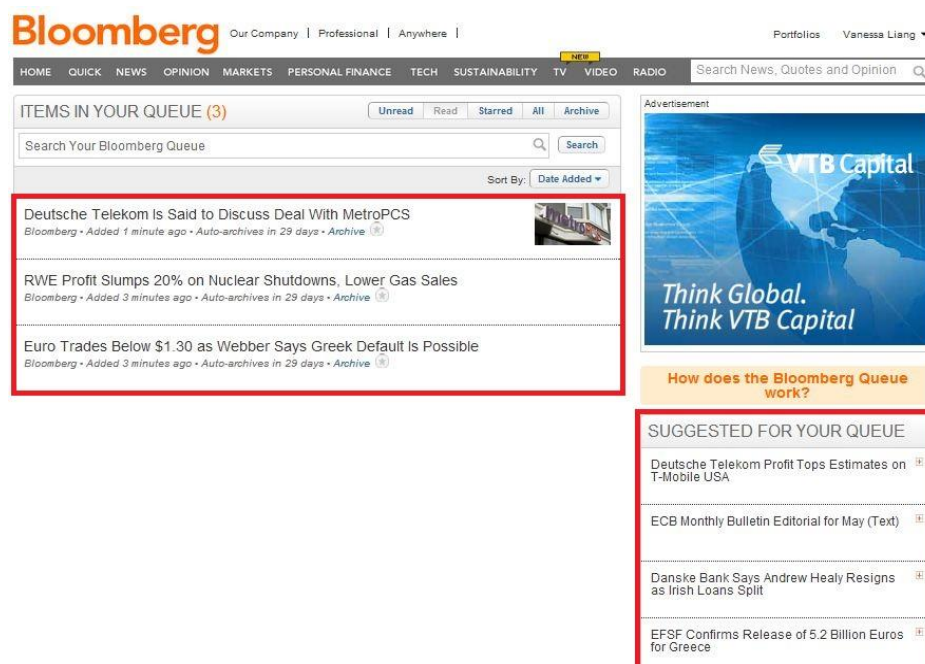 Bloomberg
Our Company | Professional | Anywhere |
Portfolios Vanessa Liang
NEW
HOME QUICK NEWS OPINION MARKETS PERSONAL FINANCE TECH SUSTAINABILITY TV VIDEO RADIO
Search News, Quotes and Opinion
ITEMS IN YOUR QUEUE (3)
Unread Read Starred All Archive
Search Your Bloomberg Queue
Search
Sort By: Date Added
Deutsche Telekom Is Said to Discuss Deal With MetroPCS
Bloomberg • Added 1 minute ago • Auto-archives in 29 days • Archive
metroPCS
RWE Profit Slumps 20% on Nuclear Shutdowns, Lower Gas Sales
Bloomberg • Added 3 minutes ago • Auto-archives in 29 days • Archive
Euro Trades Below $1.30 as Webber Says Greek Default Is Possible
Bloomberg • Added 3 minutes ago • Auto-archives in 29 days • Archive
Advertisement
VTB Capital
Think Global.
Think VTB Capital
How does the Bloomberg Queue
work?
SUGGESTED FOR YOUR QUEUE
Deutsche Telekom Profit Tops Estimates on
T-Mobile USA
ECB Monthly Bulletin Editorial for May (Text)
Danske Bank Says Andrew Healy Resigns
as Irish Loans Split
EFSF Confirms Release of 5.2 Billion Euros
for Greece